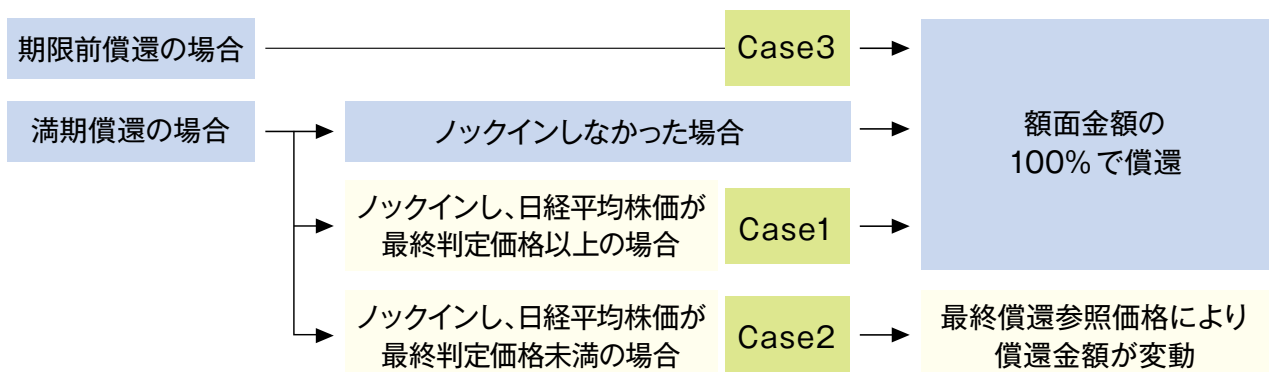 期限前償還の場合
Case3
額面金額の
100%で償還
満期償還の場合
ノックインしなかった場合
ノックインし、日経平均株価が
最終判定価格以上の場合
Case1
ノックインし、日経平均株価が
最終判定価格未満の場合
Case2
最終償還参照価格により
償還金額が変動